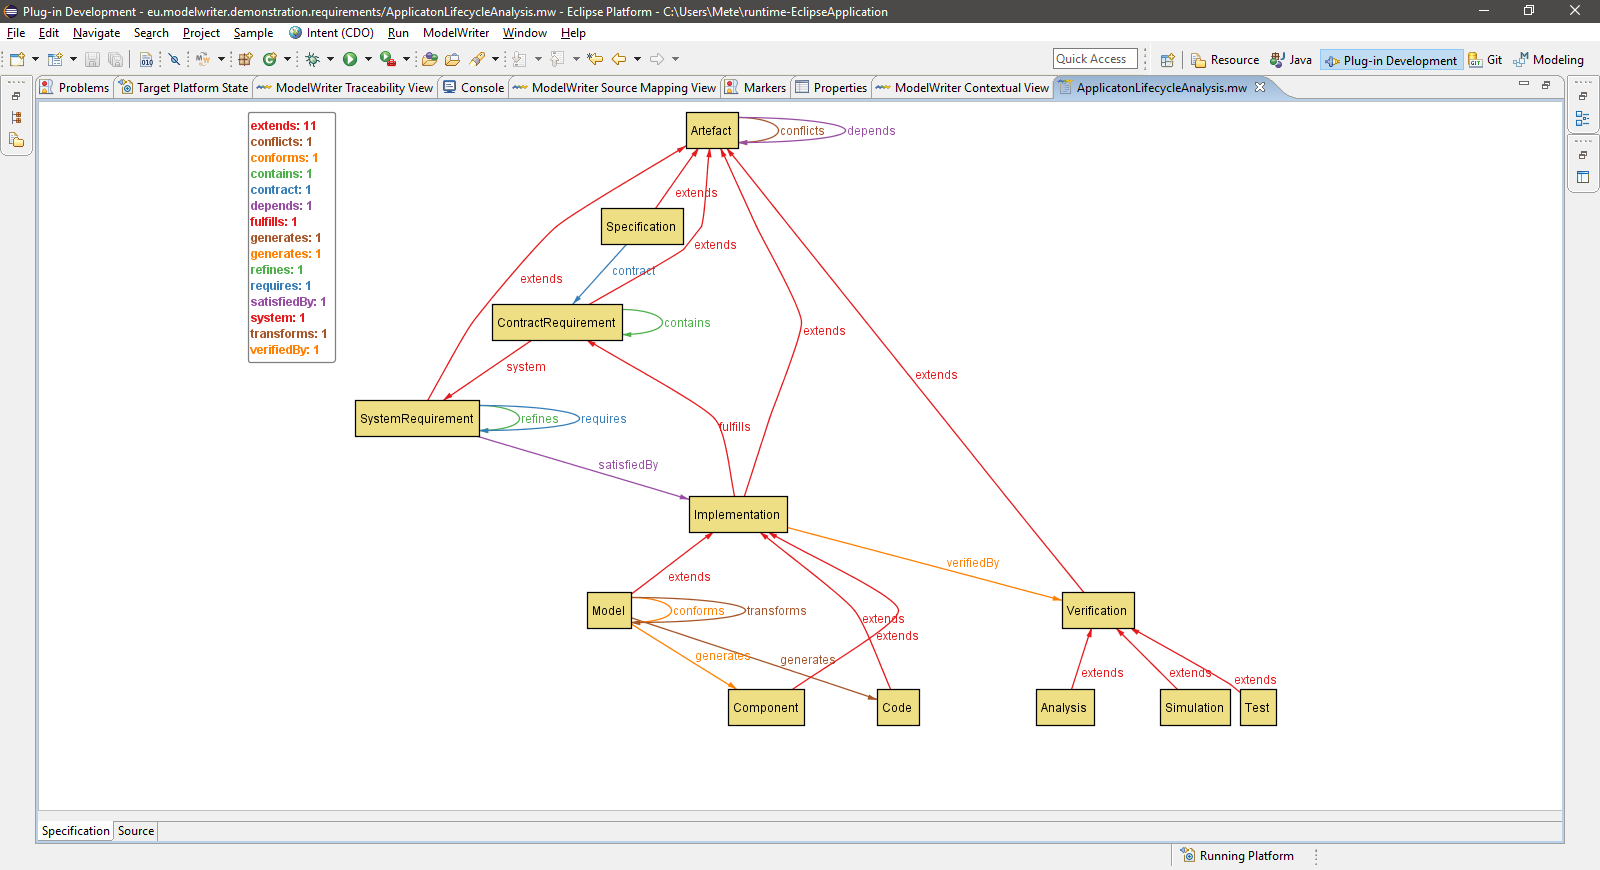 Plug-in Development - eu.modelwriter.demonstration.requirements/ApplicatonLifecycleAnalysis.mw - Eclipse Platform - C:\Users\Mete\runtime-EclipseApplication
File Edit Navigate Search Project Sample Intent (CDO) Run ModelWriter Window Help
Quick Access Resource Java Plug-in Development Git Modeling
Problems Target Platform State ModelWriter Traceability View Console ModelWriter Source Mapping View Markers Properties ModelWriter Contextual View ApplicatonLifecycleAnalysis.mw
extends: 11
conflicts: 1
conforms: 1
contains: 1
contract: 1
depends: 1
fulfills: 1
generates: 1
generates: 1
refines: 1
requires: 1
satisfiedBy: 1
system: 1
transforms: 1
verifiedBy: 1
Artefact conflicts depends
extends
Specification
extends
contract
extends
ContractRequirement contains
extends
system
extends
SystemRequirement refines requires
fulfills
satisfiedBy
Implementation
verifiedBy
extends
Model conforms transforms
Verification
extends
extends
generates generates
extends extends extends
Component Code Analysis Simulation Test
Specification Source
Running Platform